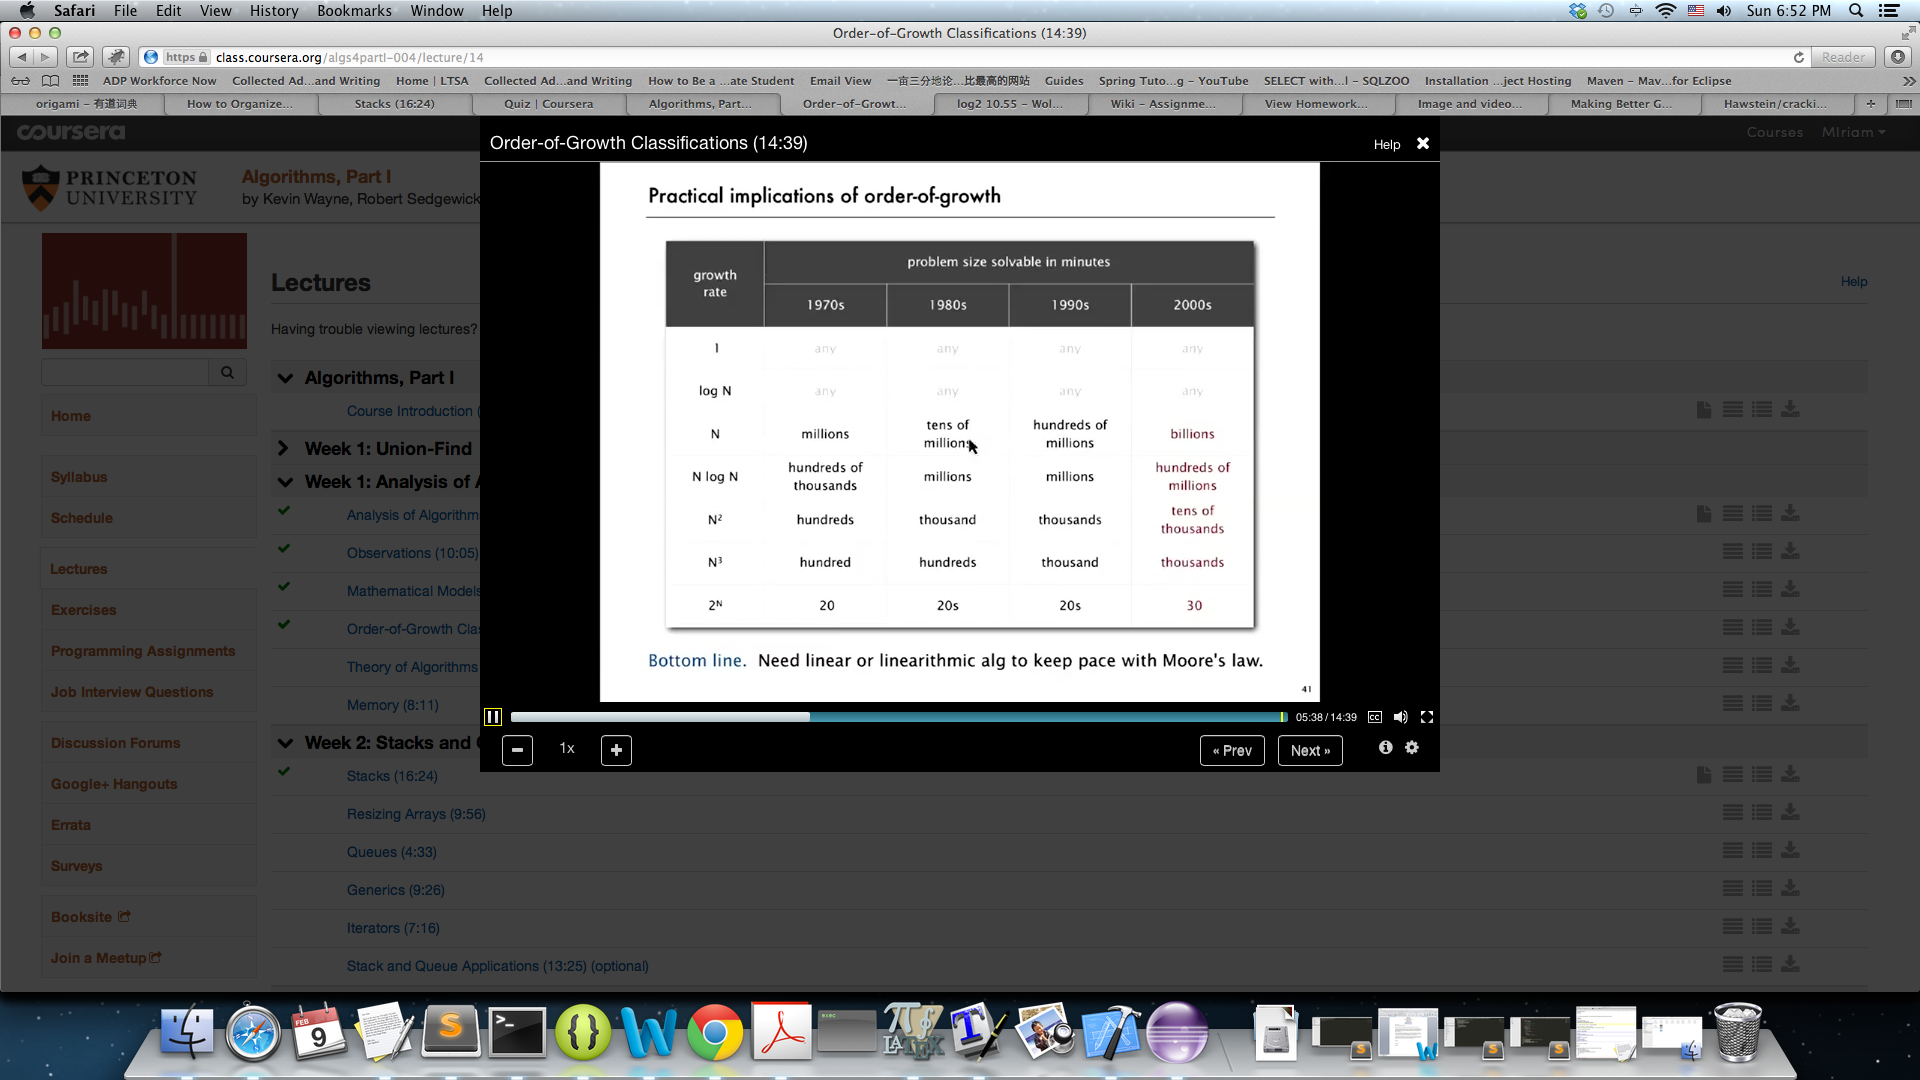 Safari File Edit View History Bookmarks Window Help Sun 6:52 PM
Order-of-Growth Classifications (14:39)
https class.coursera.org/algs4partI-004/lecture/14 Reader
ADP Workforce Now Collected Ad...and Writing Home | LTSA Collected Ad...and Writing How to Be a ...ate Student Email View 一亩三分地论...比最高的网站 Guides Spring Tuto...g - YouTube SELECT with...l - SQLZOO Installation ...ject Hosting Maven - Mav...for Eclipse
origami - 有道词典 How to Organize... Stacks (16:24) Quiz | Coursera Algorithms, Part... Order-of-Growt... log2 10.55 - Wol... Wiki - Assignme... View Homework... Image and video... Making Better G... Hawstein/cracki...
coursera Courses MIriam
Order-of-Growth Classifications (14:39) Help
PRINCETON
UNIVERSITY
Algorithms, Part I
by Kevin Wayne, Robert Sedgewick
Lectures
Help
Having trouble viewing lectures?
Home
Syllabus
Schedule
Lectures
Exercises
Programming Assignments
Job Interview Questions
Discussion Forums
Google+ Hangouts
Errata
Surveys
Booksite
Join a Meetup
Algorithms, Part I
Course Introduction (
Week 1: Union-Find
Week 1: Analysis of
Analysis of Algorithm
Observations (10:05)
Mathematical Models
Order-of-Growth Cla
Theory of Algorithms
Memory (8:11)
Week 2: Stacks and
Stacks (16:24)
Resizing Arrays (9:56)
Queues (4:33)
Generics (9:26)
Iterators (7:16)
Stack and Queue Applications (13:25) (optional)
Practical implications of order-of-growth
growth
rate
problem size solvable in minutes
1970s 1980s 1990s 2000s
1 any any any any
log N any any any any
N millions tens of millions hundreds of millions billions
N log N hundreds of thousands millions millions hundreds of millions
N² hundreds thousand thousands tens of thousands
N³ hundred hundreds thousand thousands
2ᴺ 20 20s 20s 30
Bottom line. Need linear or linearithmic alg to keep pace with Moore's law.
41
05:38/14:39 CC
1x « Prev Next »
FEB
9